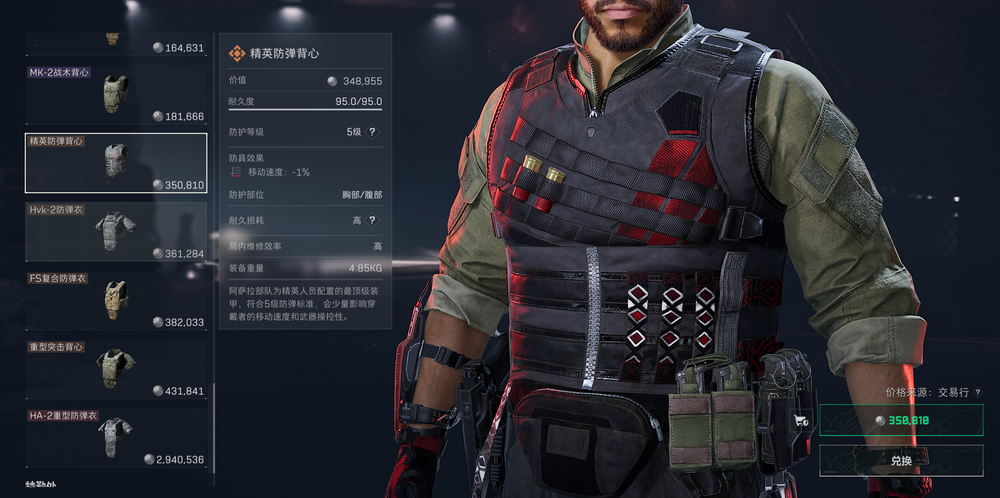 164,631
MK-2战术背心
181,666
精英防弹背心
350,810
Hvk-2防弹衣
361,284
FS复合防弹衣
382,033
重型突击背心
431,841
HA-2重型防弹衣
2,940,536
特勤处
精英防弹背心
价值 348,955
耐久度 95.0/95.0
防护等级 5级 ?
防具效果
移动速度: -1%
防护部位 胸部/腹部
耐久损耗 高 ?
局内维修效率 高
装备重量 4.85KG
阿萨拉部队为精英人员配置的最顶级装
甲，符合5级防弹标准，会少量影响穿
戴者的移动速度和武器操控性。
价格来源: 交易行 ?
350,810
兑换